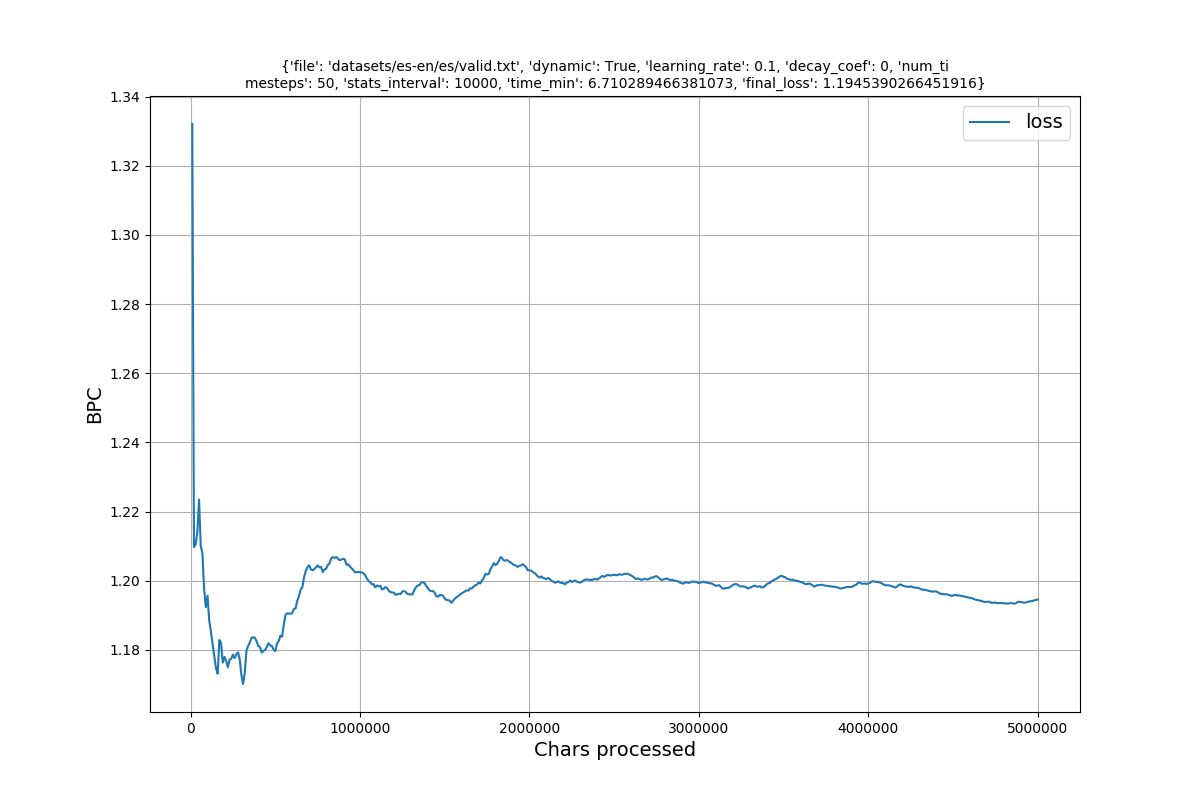 {'file': 'datasets/es-en/es/valid.txt', 'dynamic': True, 'learning_rate': 0.1, 'decay_coef': 0, 'num_ti
mesteps': 50, 'stats_interval': 10000, 'time_min': 6.710289466381073, 'final_loss': 1.1945390266451916}
1.34
loss
1.32
1.30
1.28
1.26
BPC
1.24
1.22
1.20
1.18
0 1000000 2000000 3000000 4000000 5000000
Chars processed